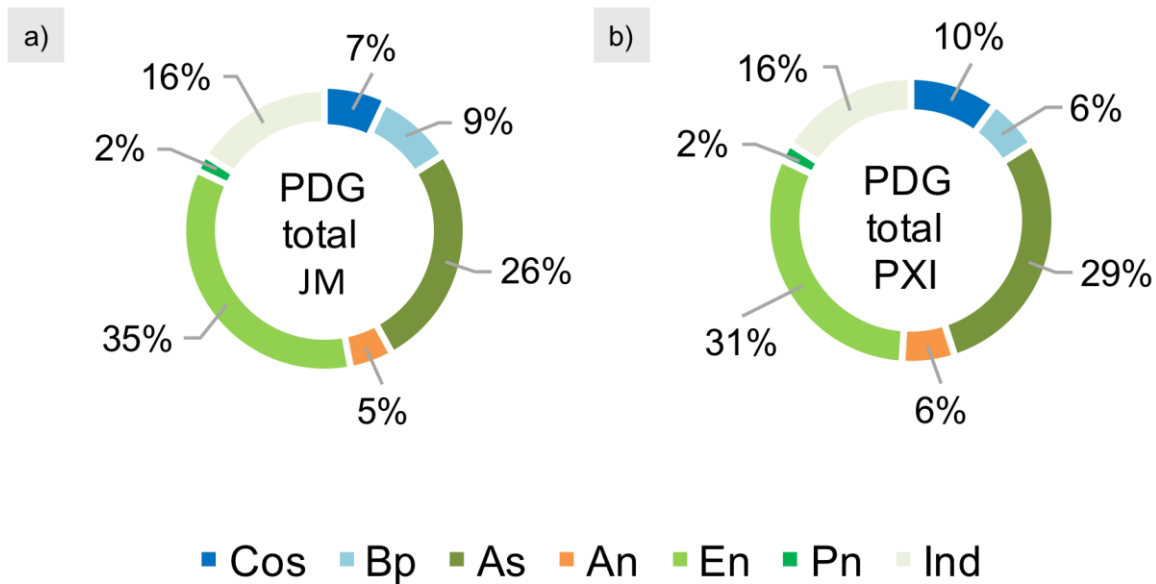 a)
7%
9%
26%
5%
35%
2%
16%
PDG
total
JM
b)
10%
6%
29%
6%
31%
2%
16%
PDG
total
PXI
Cos Bp As An En Pn Ind